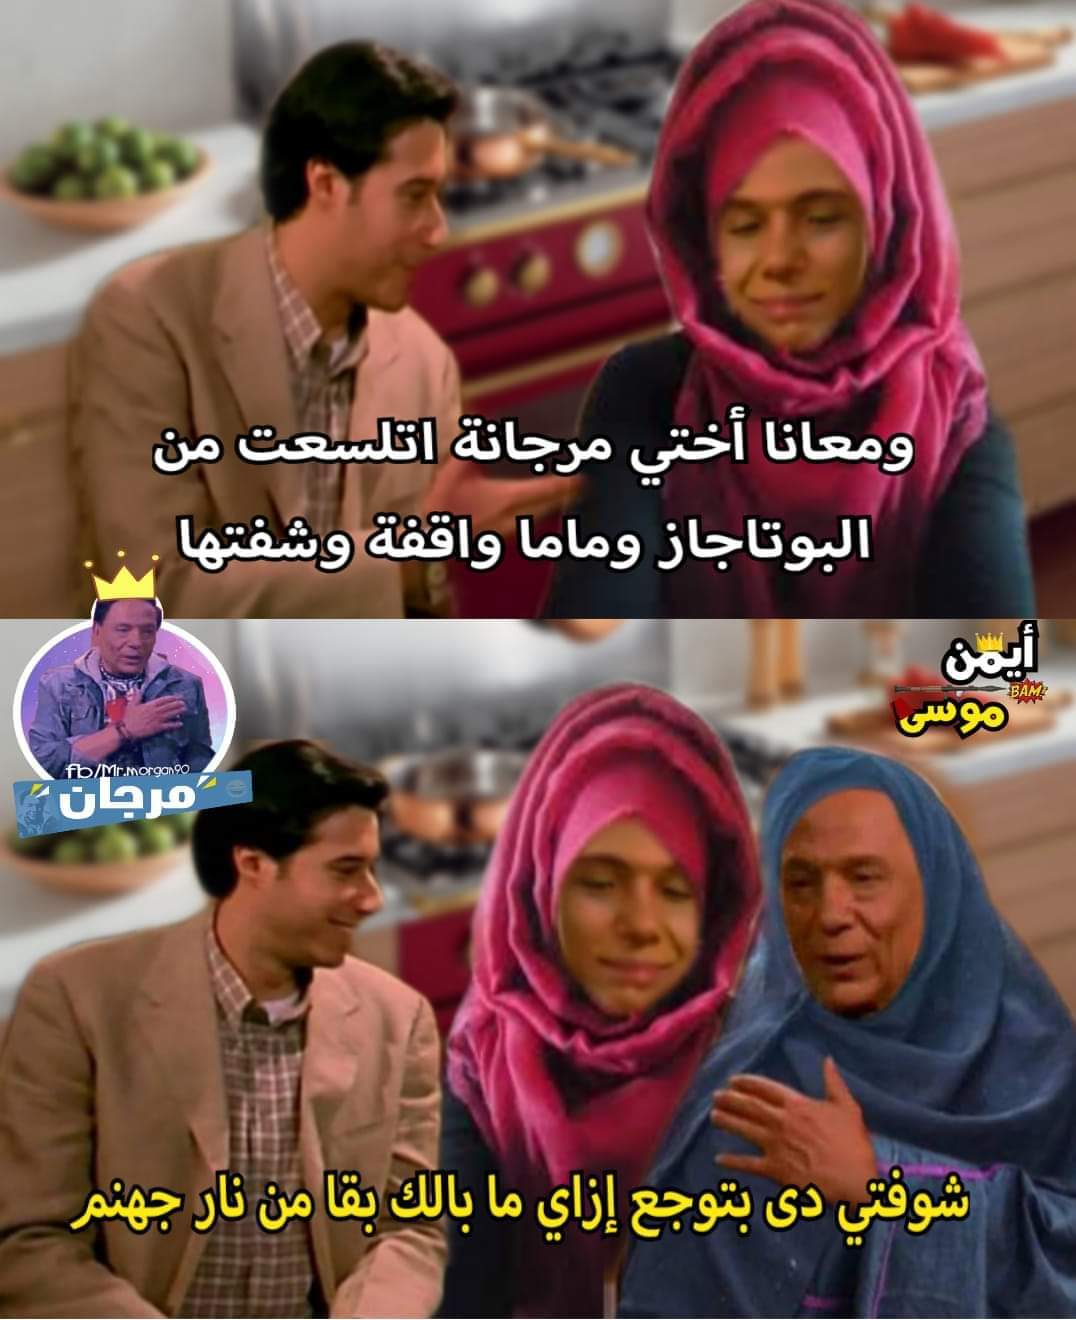 ومعانا أختي مرجانة اتلسعت من
البوتاجاز وماما واقفة وشفتها
أيمن
BAM!
موسى
fb/Mr.morgan90
مرجان
شوفتي دى بتوجع إزاي ما بالك بقا من نار جهنم